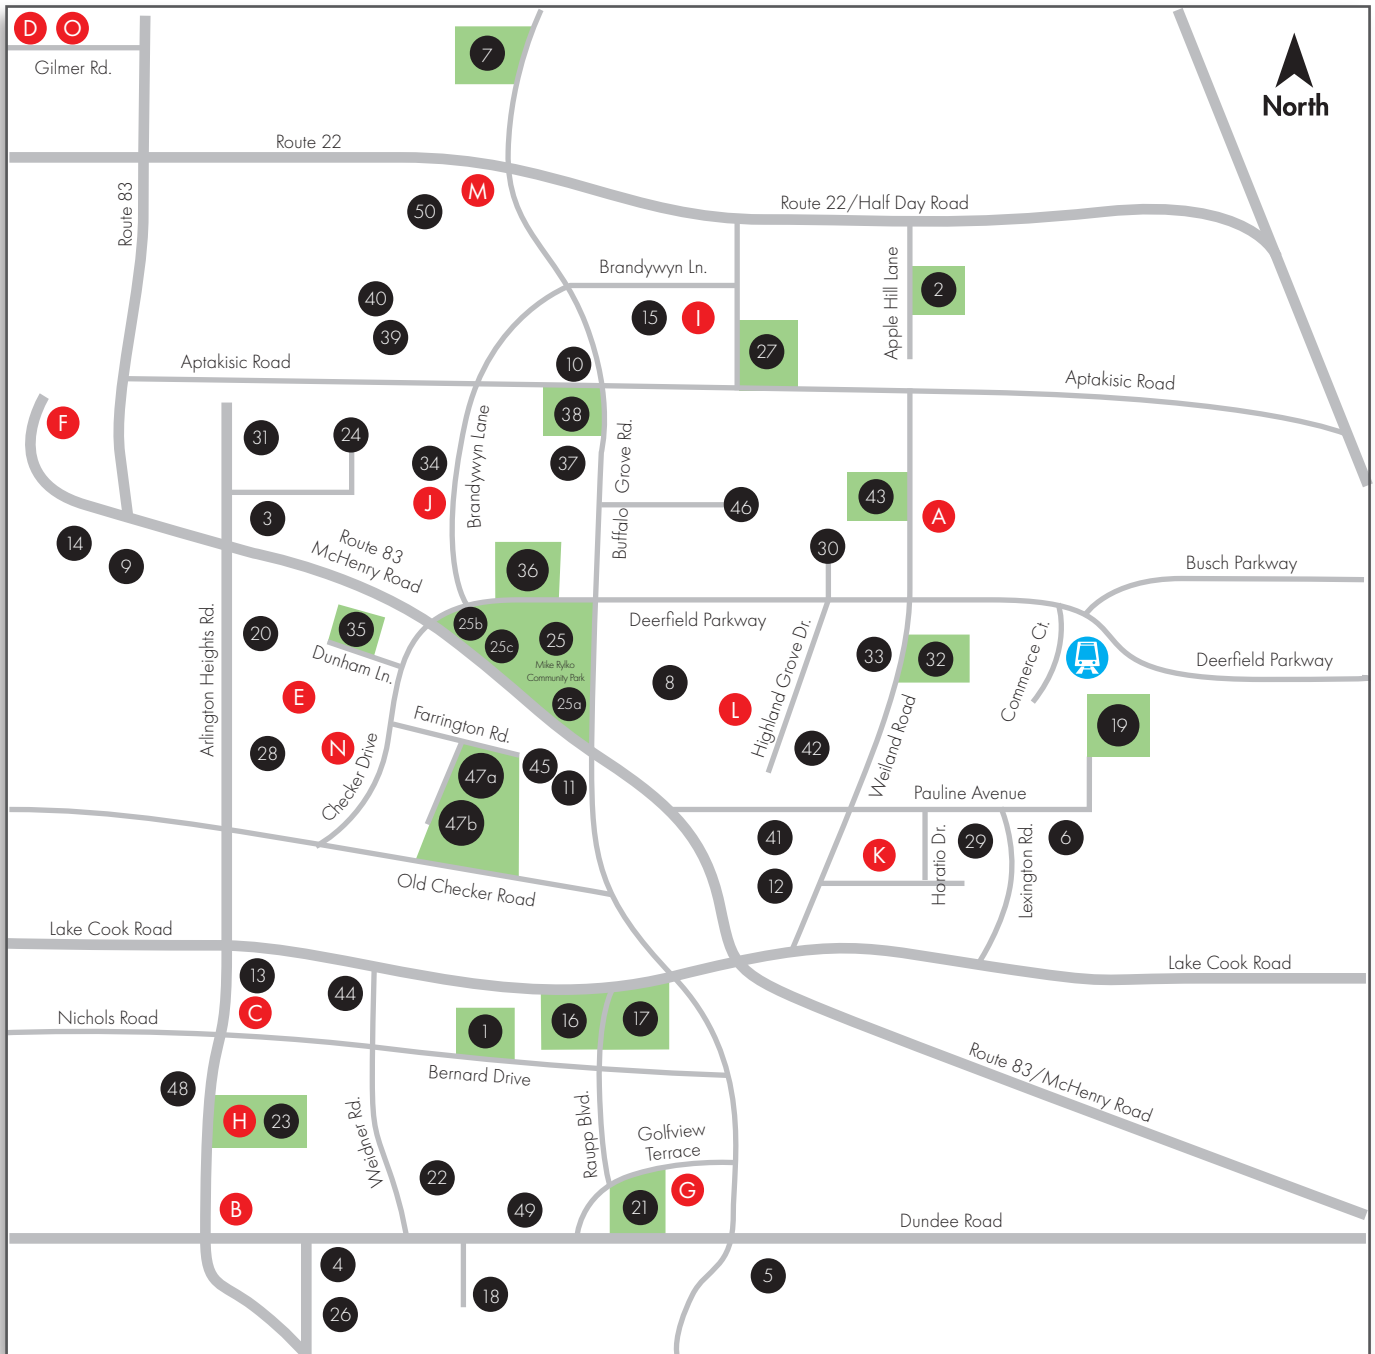 D
O
Gilmer Rd.
7
North
Route 22
Route 83
M
50
Route 22/Half Day Road
Brandywyn Ln.
Apple Hill Lane
2
40
39
15
I
27
10
Aptakisic Road
Aptakisic Road
F
31
24
38
34
37
Brandywyn Lane
Buffalo Grove Rd.
J
3
46
43
A
14
9
Route 83
McHenry Road
36
30
Busch Parkway
Arlington Heights Rd.
20
35
Dunham Ln.
25b
25c
25
Mike Rylko
Community Park
25a
Deerfield Parkway
Highland Grove Dr.
33
32
Commerce Ct.
Deerfield Parkway
8
L
E
N
28
Checker Drive
Farrington Rd.
47a
45
11
47b
42
Weiland Road
19
Pauline Avenue
41
12
K
Horatio Dr.
29
Lexington Rd.
6
Old Checker Road
Lake Cook Road
Lake Cook Road
13
C
44
Nichols Road
1
16
17
Bernard Drive
Route 83/McHenry Road
48
H
23
Weidner Rd.
Raupp Blvd.
Golfview
Terrace
22
49
21
G
B
Dundee Road
4
26
18
5